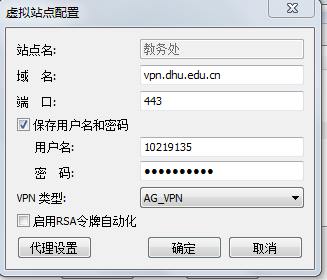 虚拟站点配置
站点名: 教务处
域 名: vpn.dhu.edu.cn
端 口: 443
保存用户名和密码
用户名: 10219135
密 码: ●●●●●●●●●●
VPN 类型: AG_VPN
启用RSA令牌自动化
代理设置 确定 取消